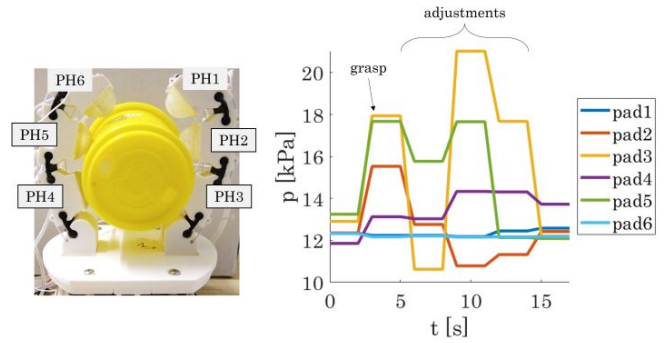 PH6
PH1
PH5
PH2
PH4
PH3
adjustments
grasp
p [kPa]
20
18
16
14
12
10
0
5
10
15
t [s]
pad1
pad2
pad3
pad4
pad5
pad6